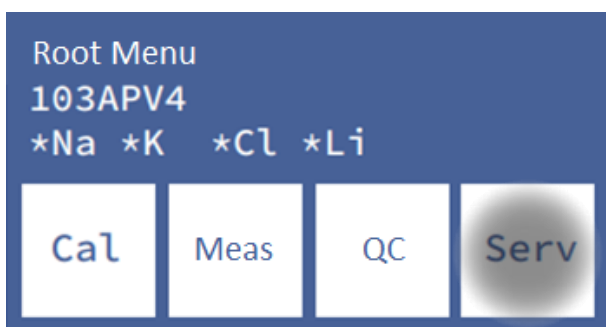 Root Menu
103APV4
*Na *K *Cl *Li
Cal Meas QC Serv